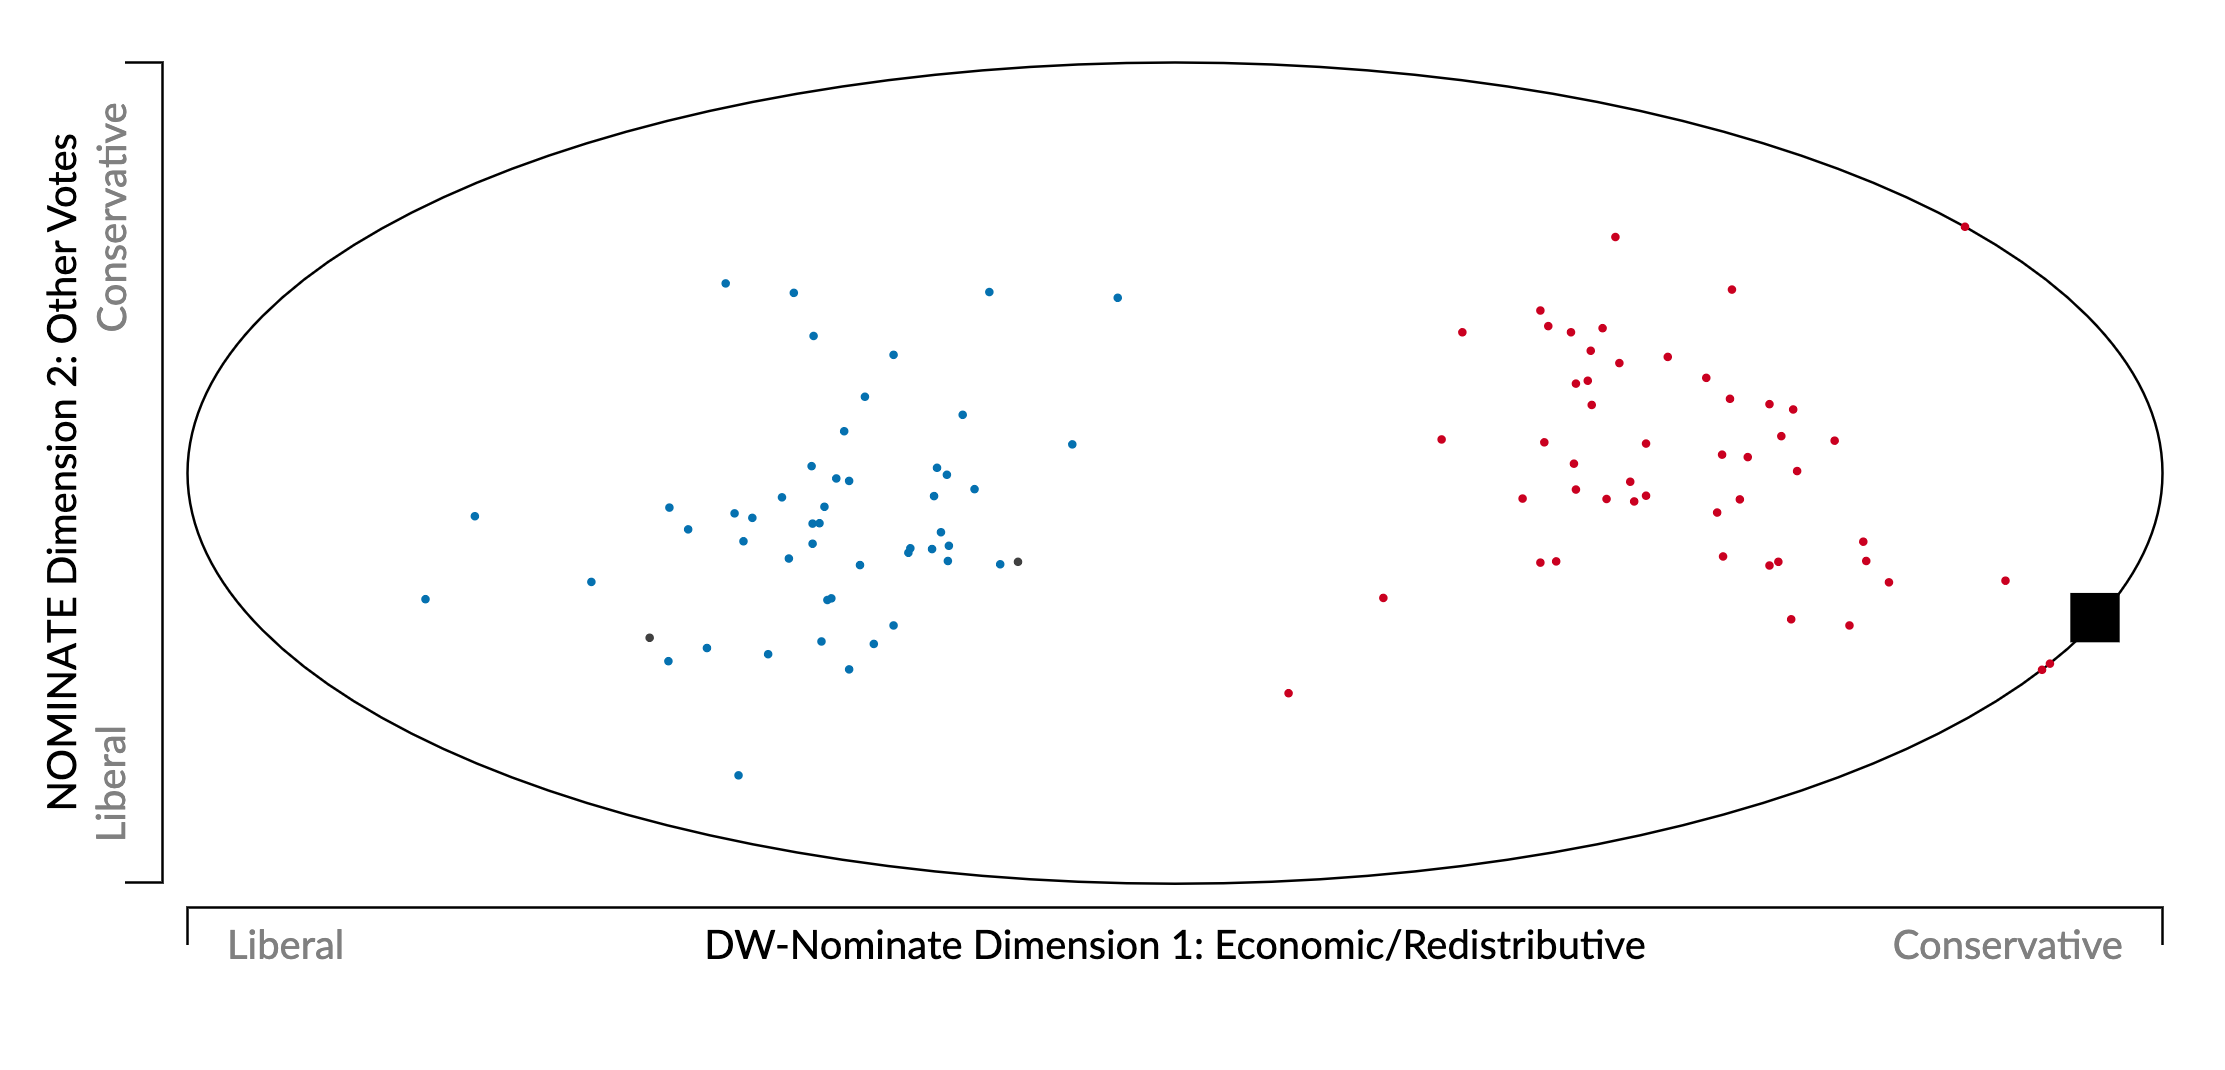 NOMINATE Dimension 2: Other Votes
Conservative
Liberal
Liberal
DW-Nominate Dimension 1: Economic/Redistributive
Conservative